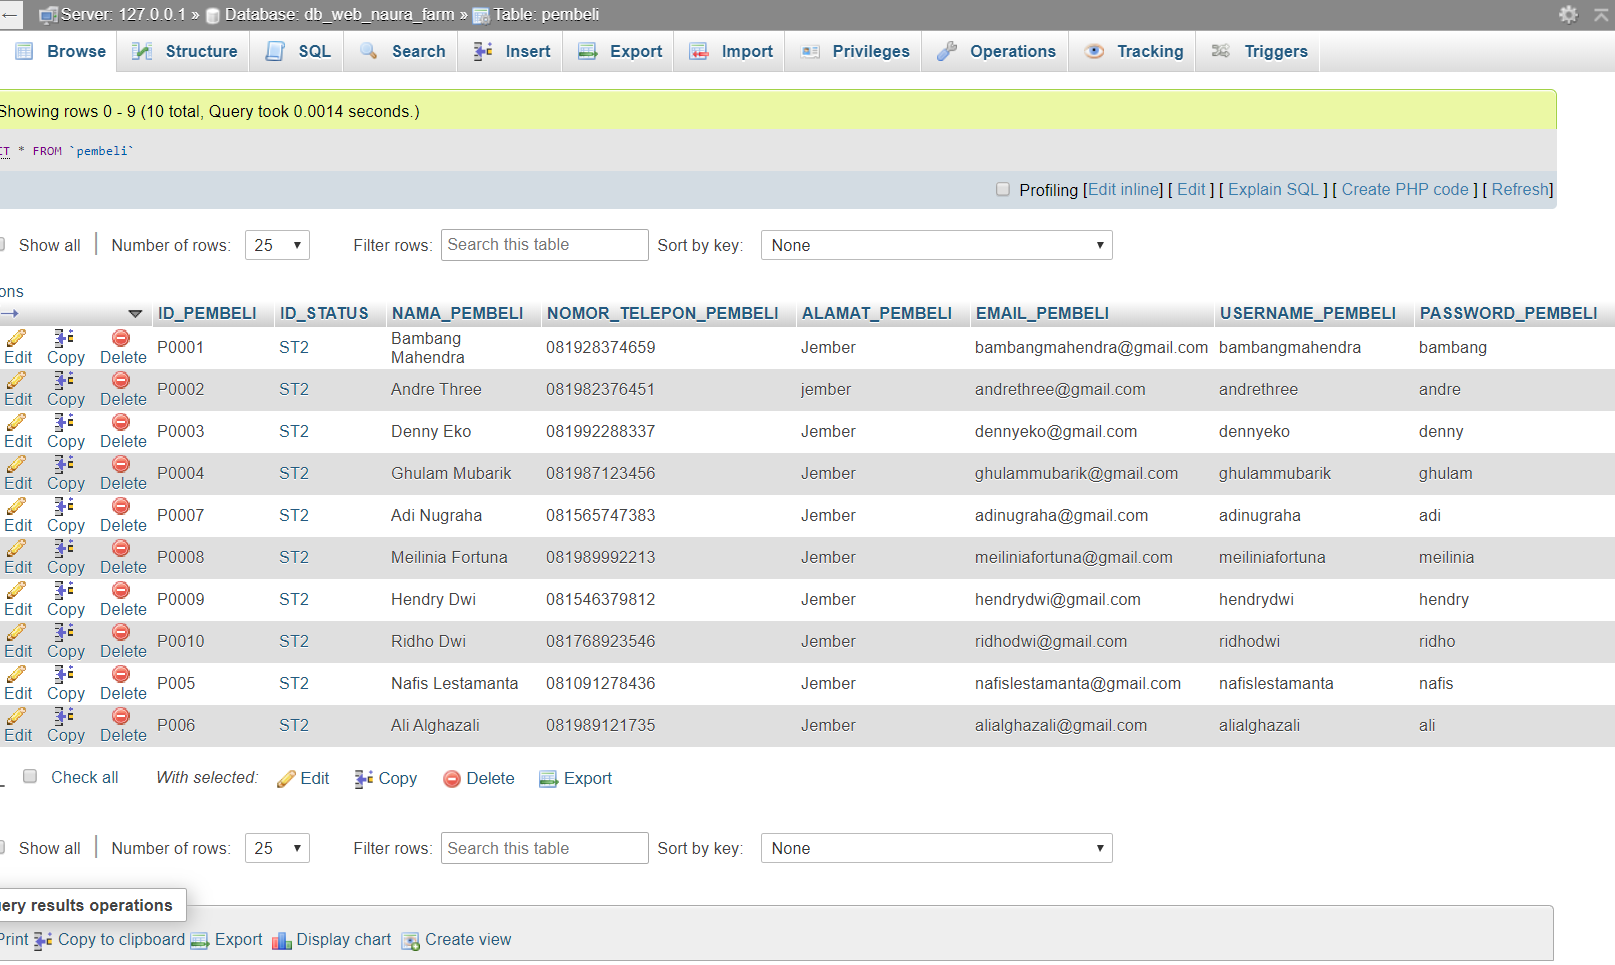 Server: 127.0.0.1 » Database: db_web_naura_farm » Table: pembeli
Browse Structure SQL Search Insert Export Import Privileges Operations Tracking Triggers
Showing rows 0 - 9 (10 total, Query took 0.0014 seconds.)
CT * FROM `pembeli`
Profiling [Edit inline] [ Edit ] [ Explain SQL ] [ Create PHP code ] [ Refresh]
Show all Number of rows: 25 Filter rows: Search this table Sort by key: None
ons
ID_PEMBELI ID_STATUS NAMA_PEMBELI NOMOR_TELEPON_PEMBELI ALAMAT_PEMBELI EMAIL_PEMBELI USERNAME_PEMBELI PASSWORD_PEMBELI
Edit Copy Delete P0001 ST2 Bambang Mahendra 081928374659 Jember bambangmahendra@gmail.com bambangmahendra bambang
Edit Copy Delete P0002 ST2 Andre Three 081982376451 jember andrethree@gmail.com andrethree andre
Edit Copy Delete P0003 ST2 Denny Eko 081992288337 Jember dennyeko@gmail.com dennyeko denny
Edit Copy Delete P0004 ST2 Ghulam Mubarik 081987123456 Jember ghulammubarik@gmail.com ghulammubarik ghulam
Edit Copy Delete P0007 ST2 Adi Nugraha 081565747383 Jember adinugraha@gmail.com adinugraha adi
Edit Copy Delete P0008 ST2 Meilinia Fortuna 081989992213 Jember meiliniafortuna@gmail.com meiliniafortuna meilinia
Edit Copy Delete P0009 ST2 Hendry Dwi 081546379812 Jember hendrydwi@gmail.com hendrydwi hendry
Edit Copy Delete P0010 ST2 Ridho Dwi 081768923546 Jember ridhodwi@gmail.com ridhodwi ridho
Edit Copy Delete P005 ST2 Nafis Lestamanta 081091278436 Jember nafislestamanta@gmail.com nafislestamanta nafis
Edit Copy Delete P006 ST2 Ali Alghazali 081989121735 Jember alialghazali@gmail.com alialghazali ali
Check all With selected: Edit Copy Delete Export
Show all Number of rows: 25 Filter rows: Search this table Sort by key: None
ery results operations
Print Copy to clipboard Export Display chart Create view